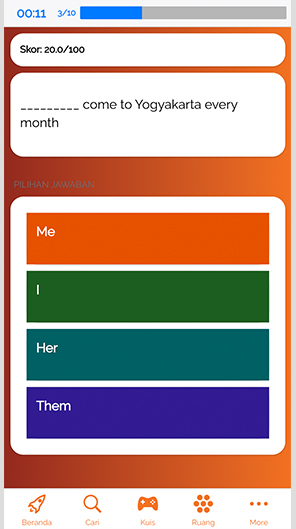 00:11 3/10
Skor: 20.0/100
_________ come to Yogyakarta every
month
PILIHAN JAWABAN
Me
I
Her
Them
Beranda Cari Kuis Ruang More